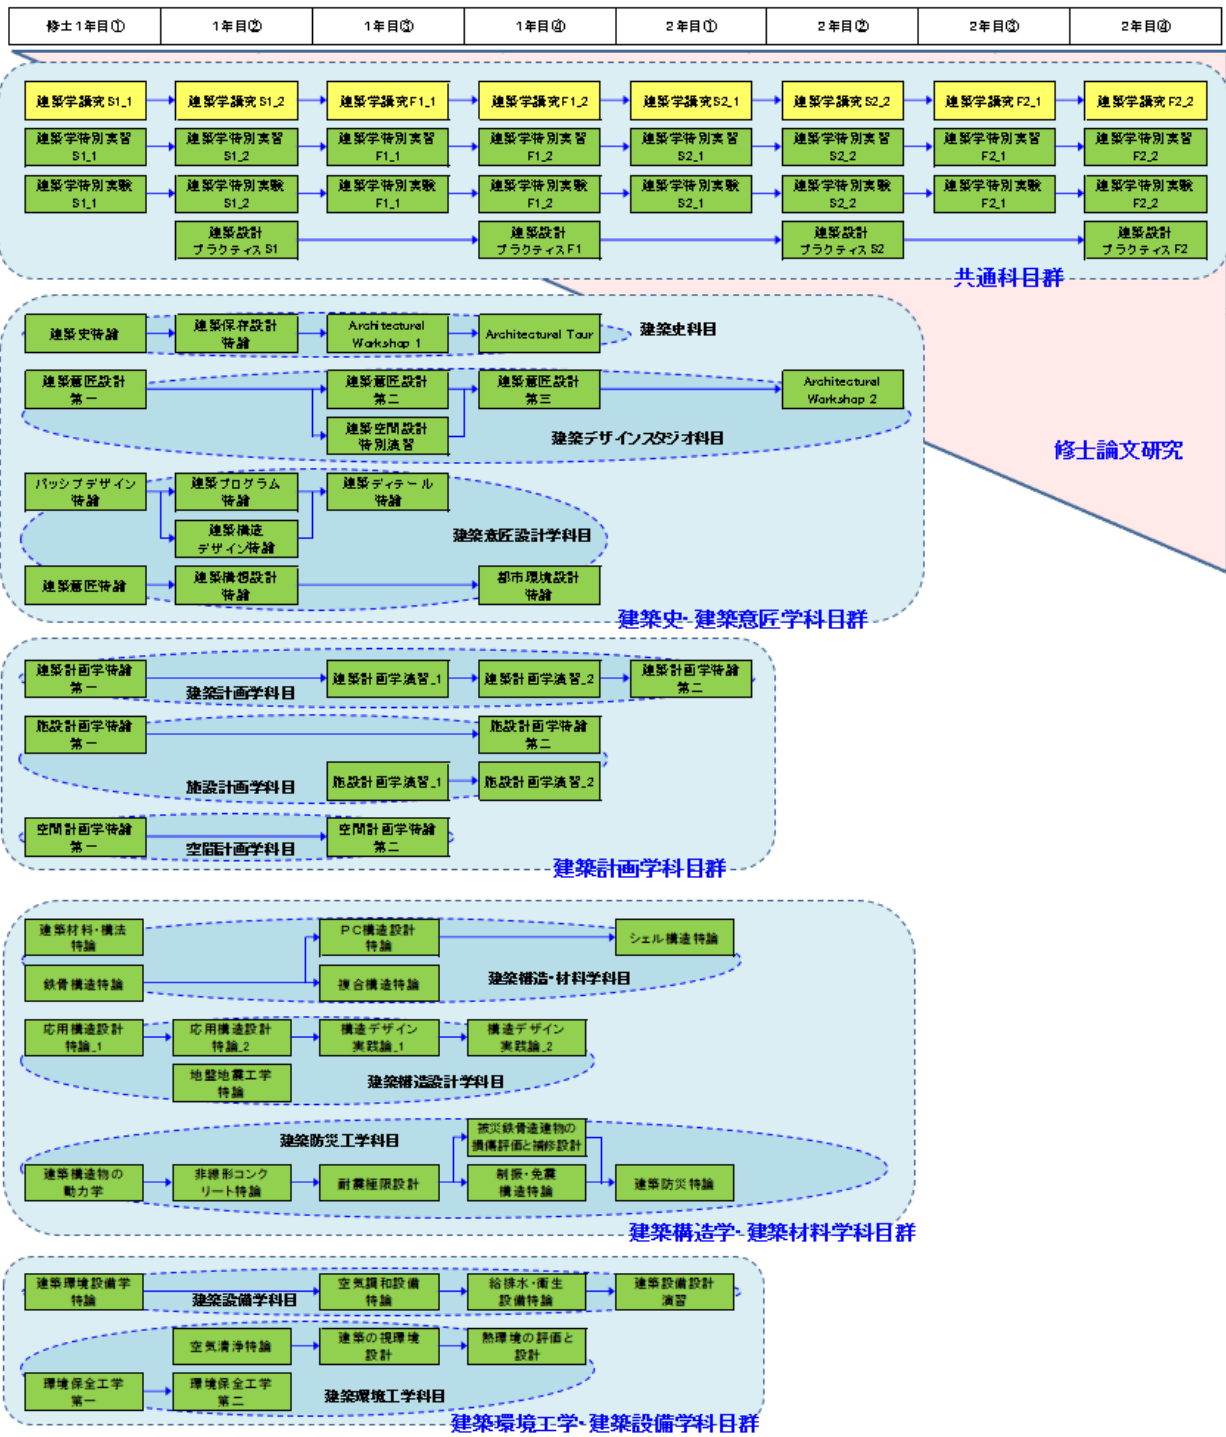 修士1年目①
1年目②
1年目③
1年目④
2年目①
2年目②
2年目③
2年目④
建築学講究S1_1
建築学講究S1_2
建築学講究F1_1
建築学講究F1_2
建築学講究S2_1
建築学講究S2_2
建築学講究F2_1
建築学講究F2_2
建築学特別実習
S1_1
建築学特別実習
S1_2
建築学特別実習
F1_1
建築学特別実習
F1_2
建築学特別実習
S2_1
建築学特別実習
S2_2
建築学特別実習
F2_1
建築学特別実習
F2_2
建築学特別実験
S1_1
建築学特別実験
S1_2
建築学特別実験
F1_1
建築学特別実験
F1_2
建築学特別実験
S2_1
建築学特別実験
S2_2
建築学特別実験
F2_1
建築学特別実験
F2_2
建築設計
プラクティスS1
建築設計
プラクティスF1
建築設計
プラクティスS2
建築設計
プラクティスF2
共通科目群
建築史特論
建築保存設計
特論
Architectural
Workshop 1
Architectural Tour
建築史科目
建築意匠設計
第一
建築意匠設計
第二
建築意匠設計
第三
Architectural
Workshop 2
建築空間設計
特別演習
建築デザインスタジオ科目
修士論文研究
パッシブデザイン
特論
建築プログラム
特論
建築ディテール
特論
建築構造
デザイン特論
建築意匠設計学科目
建築意匠特論
建築構想設計
特論
都市環境設計
特論
建築史・建築意匠学科目群
建築計画学特論
第一
建築計画学演習_1
建築計画学演習_2
建築計画学特論
第二
建築計画学科目
施設計画学特論
第一
施設計画学特論
第二
施設計画学科目
施設計画学演習_1
施設計画学演習_2
空間計画学特論
第一
空間計画学特論
第二
空間計画学科目
建築計画学科目群
建築材料・構法
特論
PC構造設計
特論
シェル構造特論
鉄骨構造特論
複合構造特論
建築構造・材料学科目
応用構造設計
特論_1
応用構造設計
特論_2
構造デザイン
実践論_1
構造デザイン
実践論_2
地盤地震工学
特論
建築構造設計学科目
建築防災工学科目
被災鉄骨造建物の
損傷評価と補修設計
建築構造物の
動力学
非線形コンク
リート特論
耐震極限設計
制振・免震
構造特論
建築防災特論
建築構造学・建築材料学科目群
建築環境設備学
特論
空気調和設備
特論
給排水・衛生
設備特論
建築設備設計
演習
建築設備学科目
空気清浄特論
建築の視環境
設計
熱環境の評価と
設計
環境保全工学
第一
環境保全工学
第二
建築環境工学科目
建築環境工学・建築設備学科目群